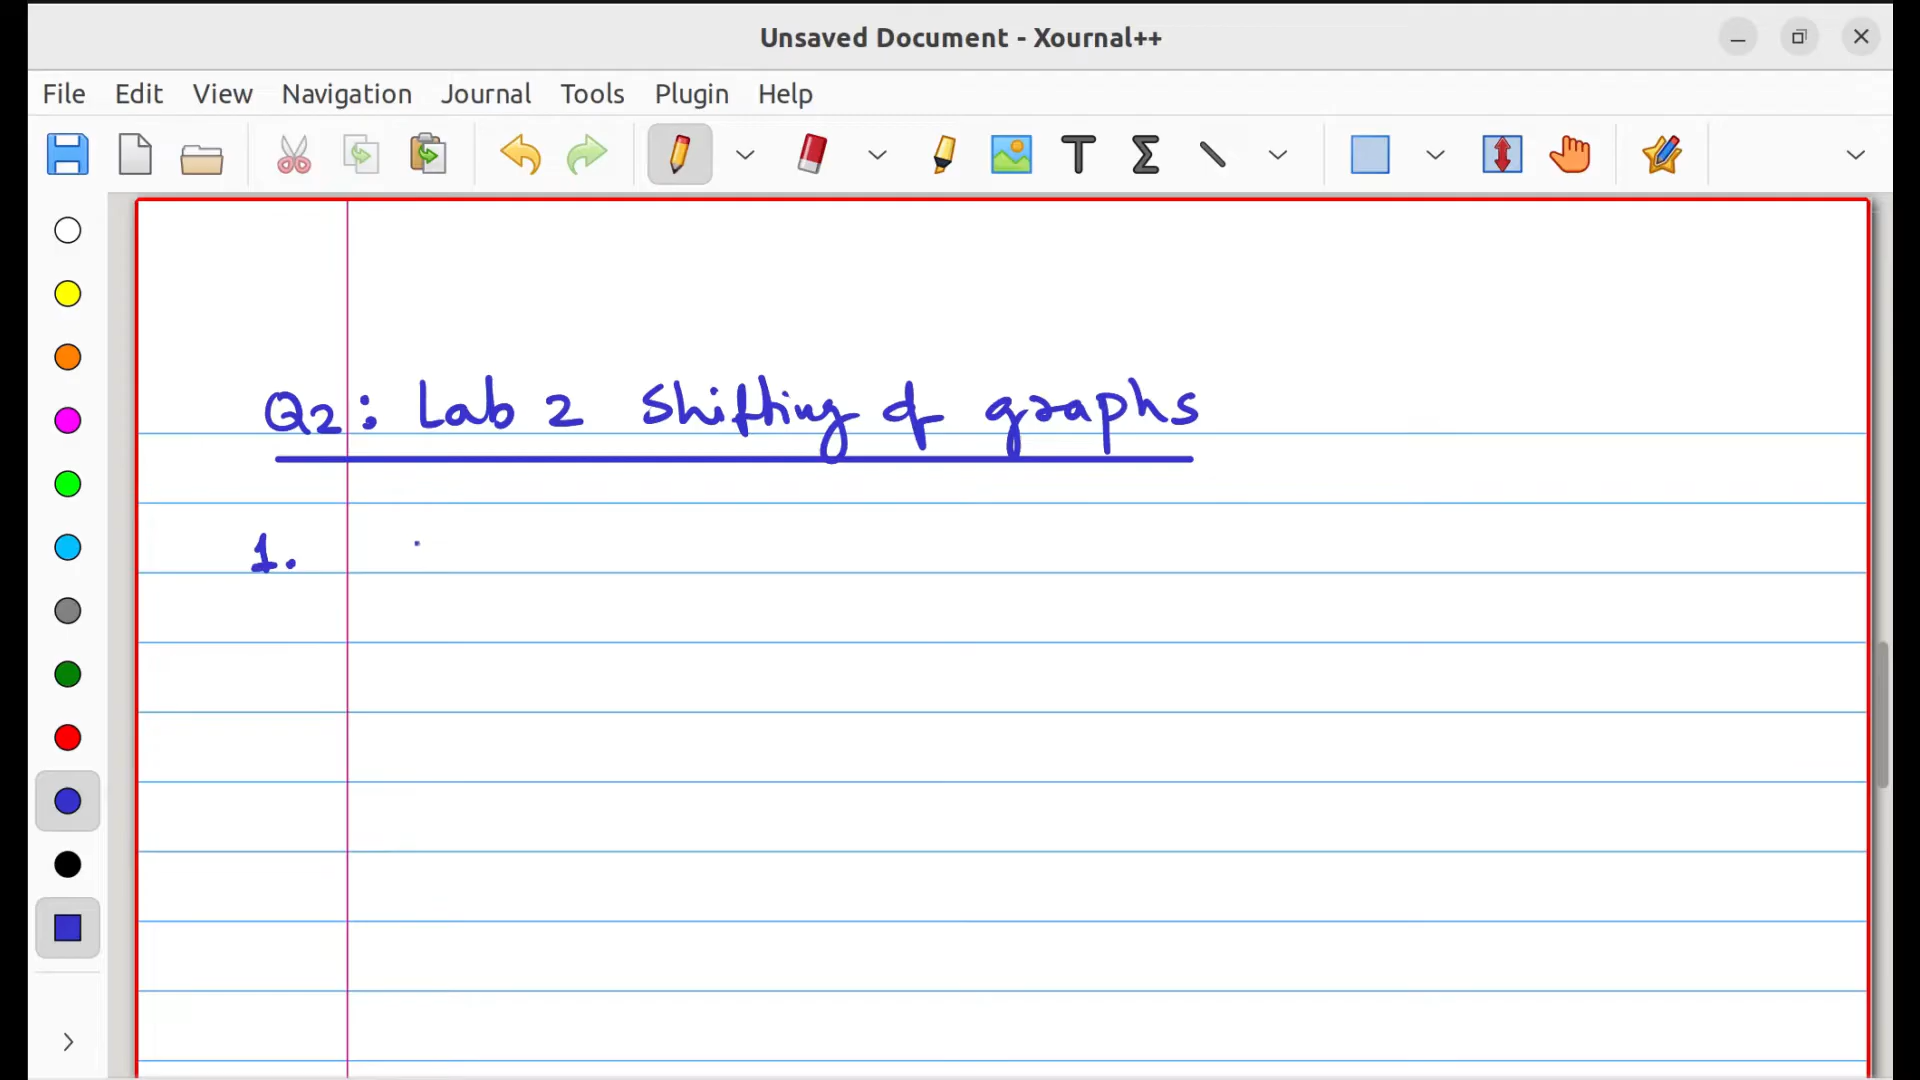 Unsaved Document - Xournal++
File Edit View Navigation Journal Tools Plugin Help
Q2: Lab 2 Shifting of graphs
1.